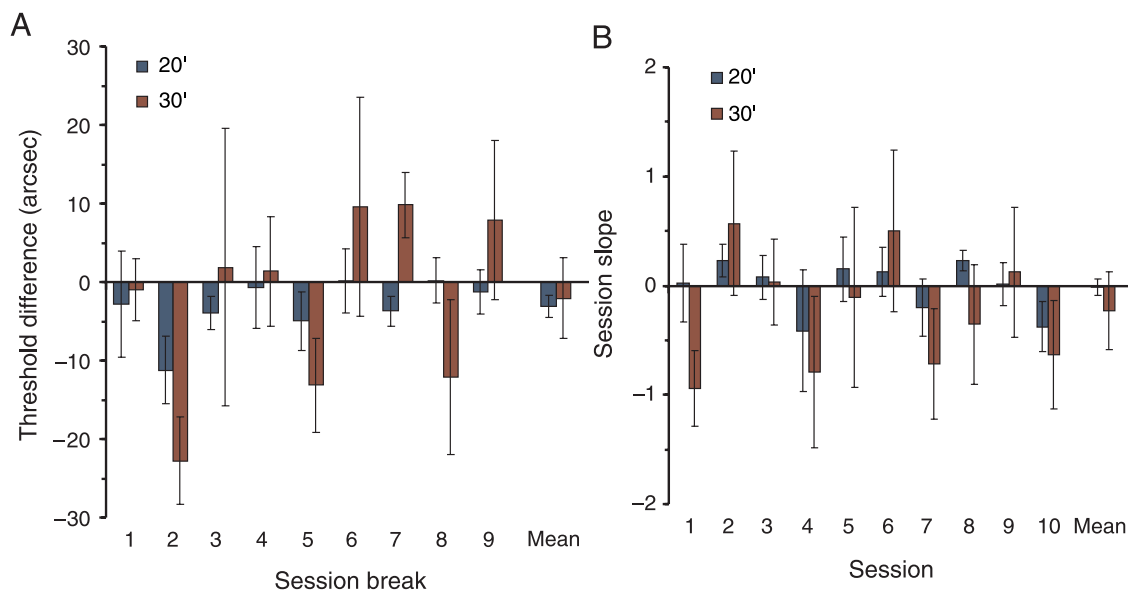 A
30
20
10
0
−10
−20
−30
Threshold difference (arcsec)
20'
30'
1 2 3 4 5 6 7 8 9 Mean
Session break
B
2
1
0
−1
−2
Session slope
20'
30'
1 2 3 4 5 6 7 8 9 10 Mean
Session